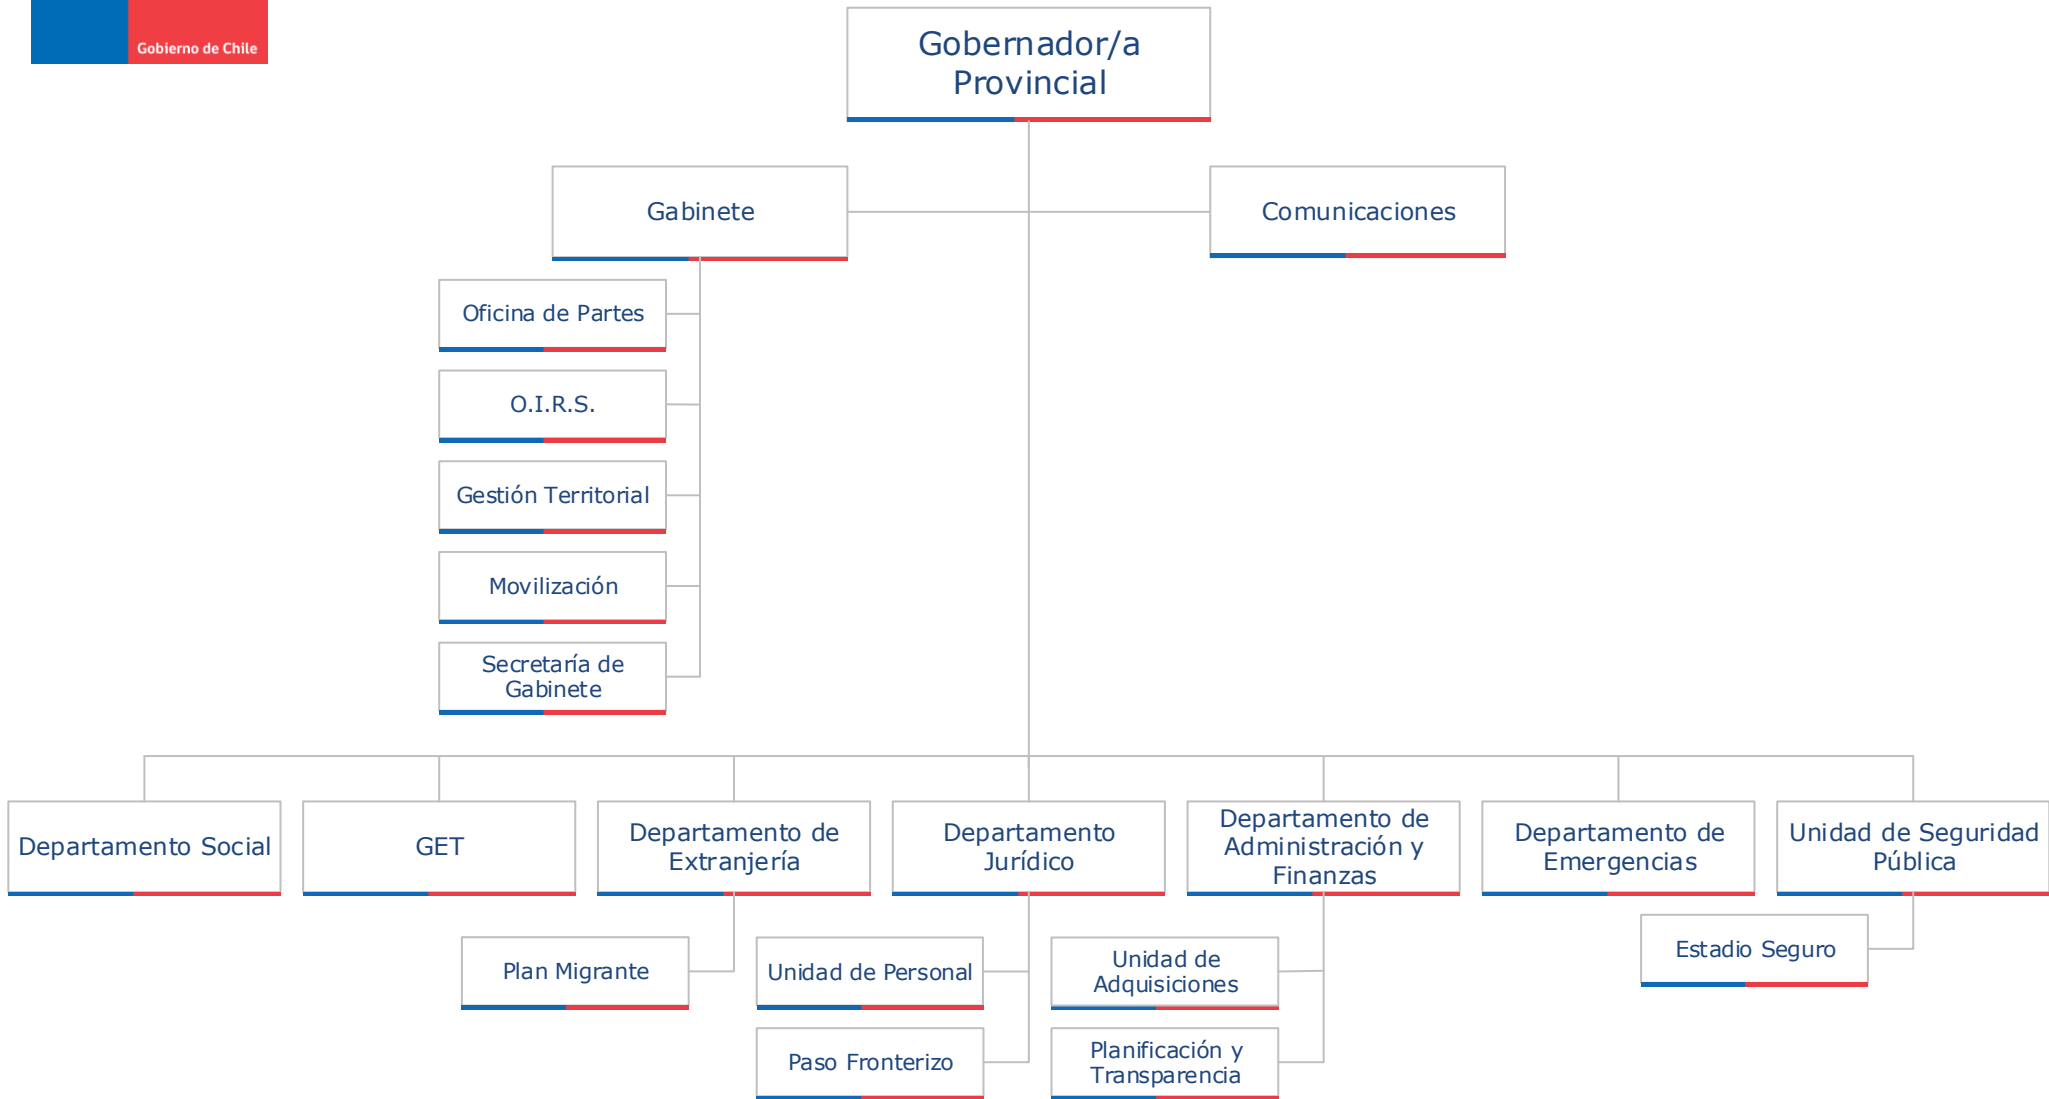 Gobierno de Chile
Gobernador/a
Provincial
Gabinete
Comunicaciones
Oficina de Partes
O.I.R.S.
Gestión Territorial
Movilización
Secretaría de
Gabinete
Departamento Social
GET
Departamento de
Extranjería
Departamento
Jurídico
Departamento de
Administración y
Finanzas
Departamento de
Emergencias
Unidad de Seguridad
Pública
Plan Migrante
Unidad de Personal
Paso Fronterizo
Unidad de
Adquisiciones
Planificación y
Transparencia
Estadio Seguro